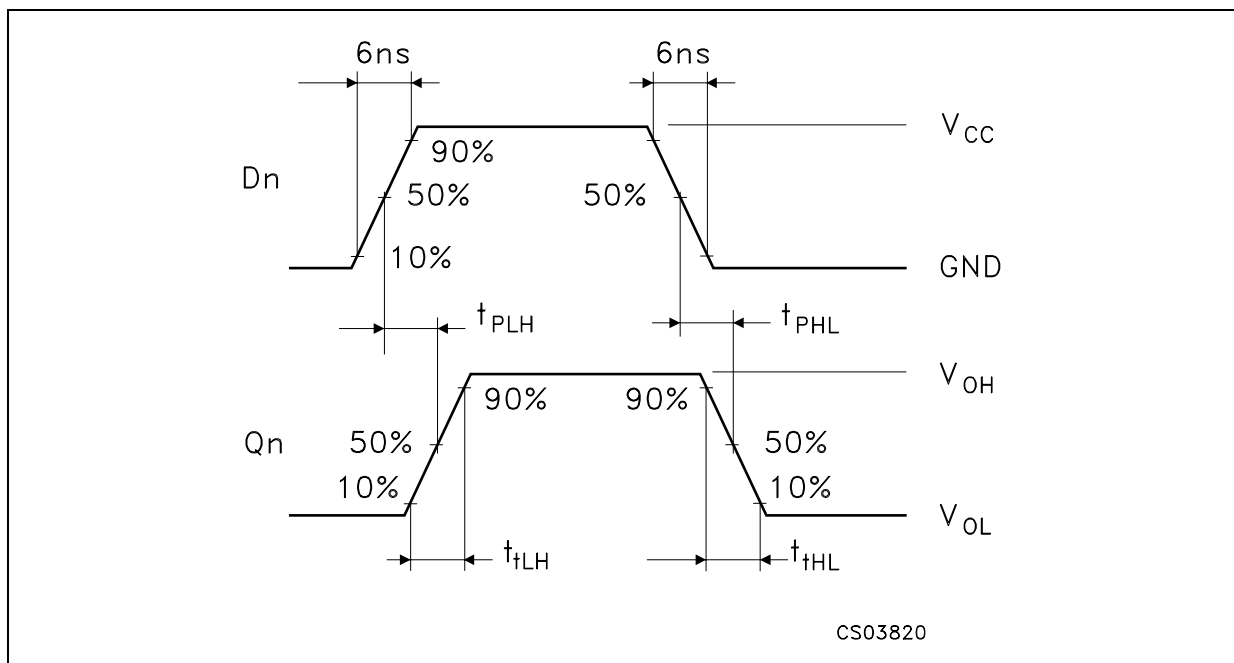 6ns 6ns
V_CC
90%
Dn
50% 50%
10%
GND
t_PLH t_PHL
V_OH
90% 90%
Qn 50% 50%
10% 10%
V_OL
t_tLH t_tHL
CS03820